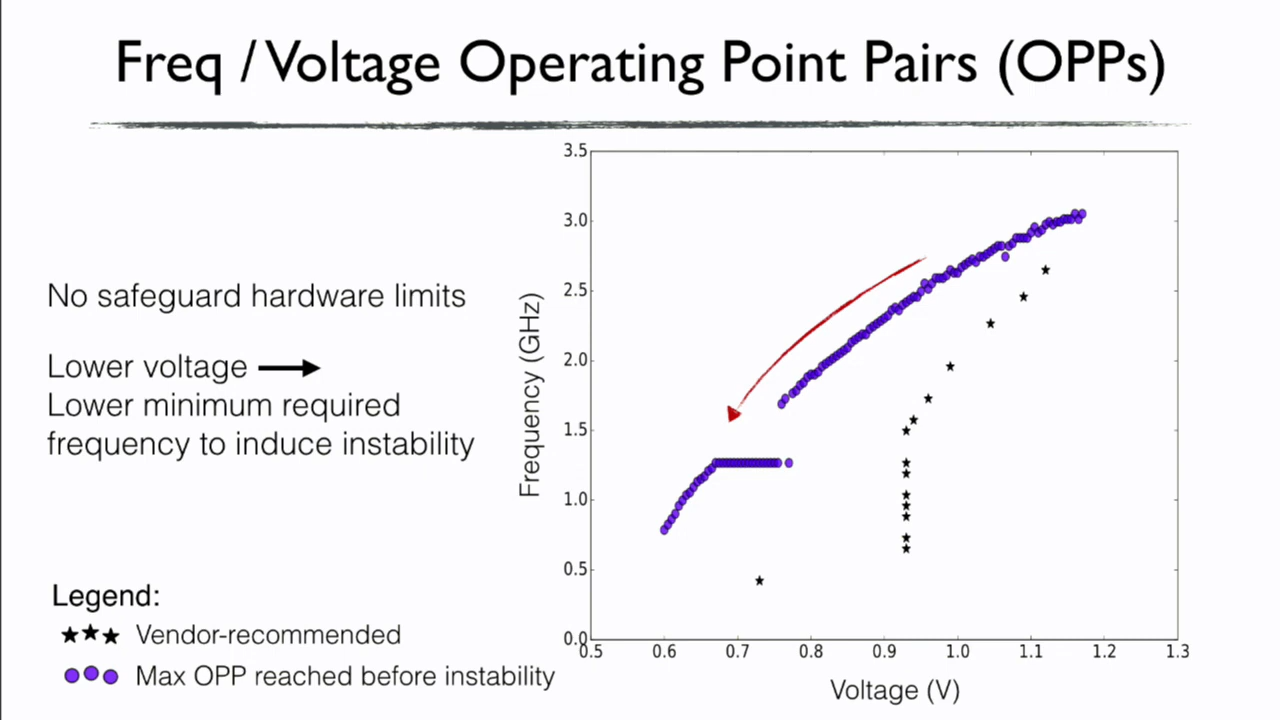 Freq / Voltage Operating Point Pairs (OPPs)
No safeguard hardware limits
Lower voltage
Lower minimum required
frequency to induce instability
Legend:
Vendor-recommended
Max OPP reached before instability
Frequency (GHz)
3.5
3.0
2.5
2.0
1.5
1.0
0.5
0.0
0.5 0.6 0.7 0.8 0.9 1.0 1.1 1.2 1.3
Voltage (V)